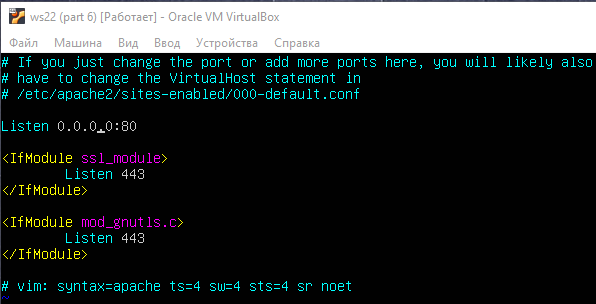 ws22 (part 6) [Работает] - Oracle VM VirtualBox
Файл Машина Вид Ввод Устройства Справка
# If you just change the port or add more ports here, you will likely also
# have to change the VirtualHost statement in
# /etc/apache2/sites-enabled/000-default.conf
Listen 0.0.0.0:80
<IfModule ssl_module>
Listen 443
</IfModule>
<IfModule mod_gnutls.c>
Listen 443
</IfModule>
# vim: syntax=apache ts=4 sw=4 sts=4 sr noet
~